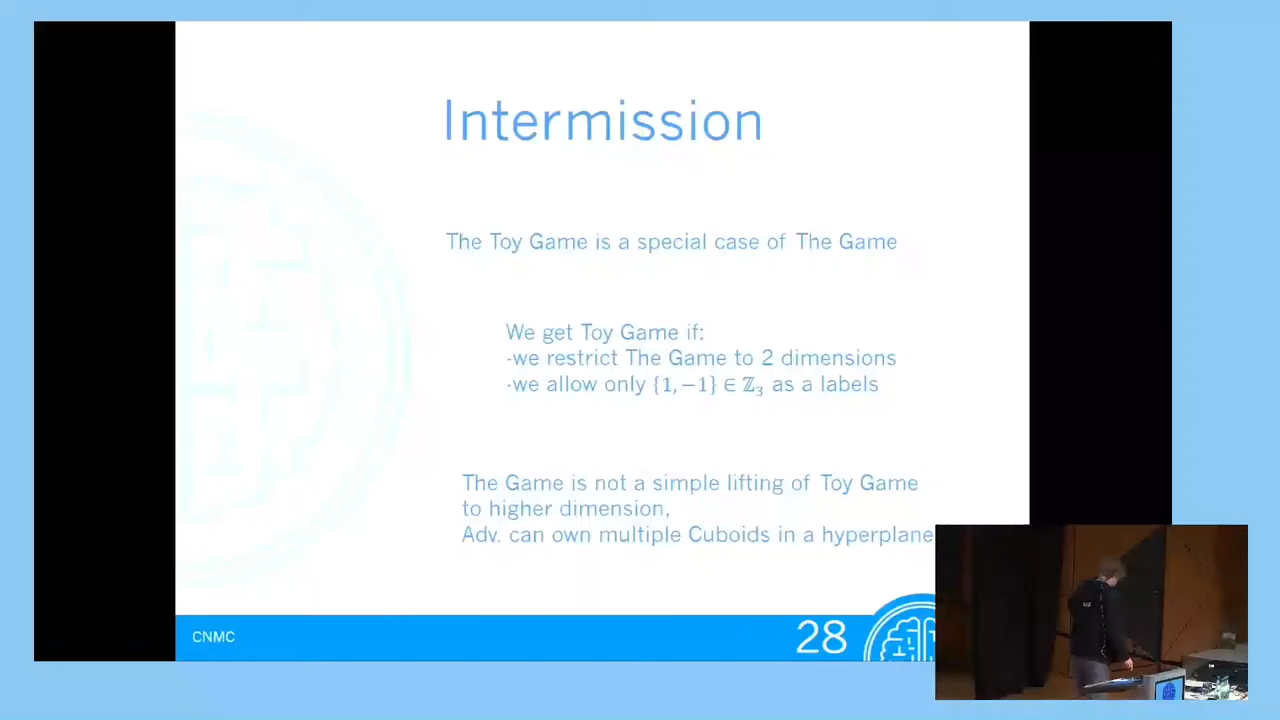 Intermission
The Toy Game is a special case of The Game
We get Toy Game if:
-we restrict The Game to 2 dimensions
-we allow only {1, −1} ∈ ℤ₃ as a labels
The Game is not a simple lifting of Toy Game
to higher dimension,
Adv. can own multiple Cuboids in a hyperplane
CNMC
28